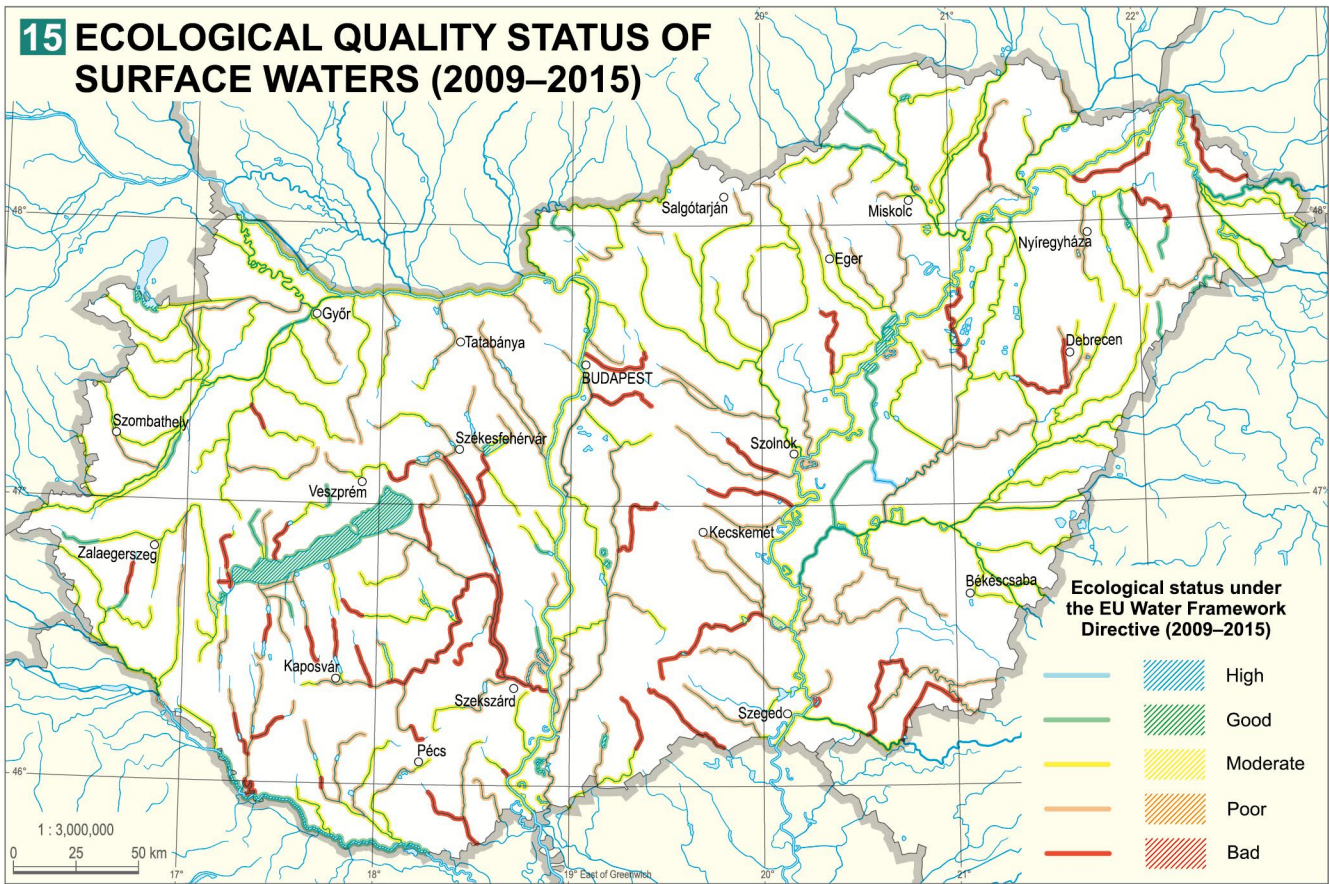 15 ECOLOGICAL QUALITY STATUS OF
SURFACE WATERS (2009–2015)
20°
21°
22°
48°
48°
Salgótarján
Miskolc
Nyíregyháza
Eger
Győr
Tatabánya
Debrecen
BUDAPEST
Szombathely
Székesfehérvár
Szolnok
Veszprém
47°
47°
Kecskemét
Zalaegerszeg
Békéscsaba
Kaposvár
Szekszárd
Szeged
Pécs
46°
Ecological status under
the EU Water Framework
Directive (2009–2015)
High
Good
Moderate
Poor
Bad
1 : 3,000,000
0 25 50 km
17°
18°
19° East of Greenwich
20°
21°